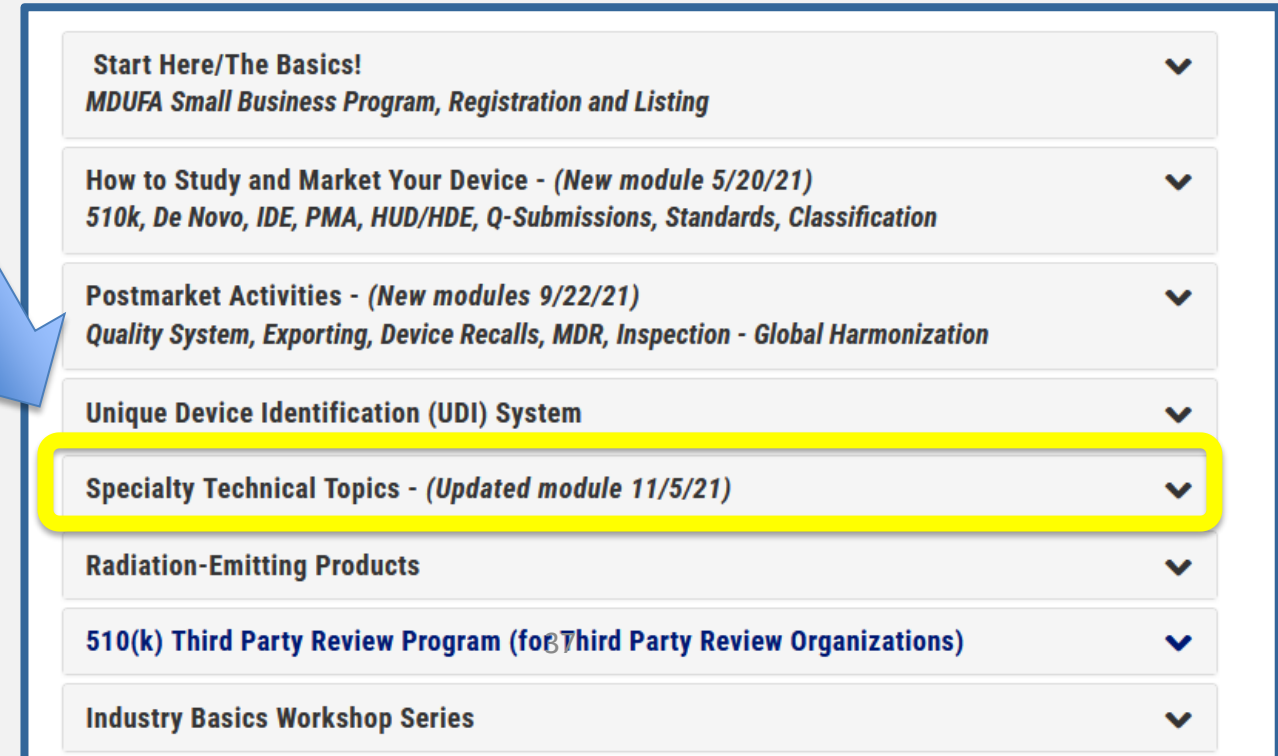 Start Here/The Basics!
MDUFA Small Business Program, Registration and Listing
How to Study and Market Your Device - (New module 5/20/21)
510k, De Novo, IDE, PMA, HUD/HDE, Q-Submissions, Standards, Classification
Postmarket Activities - (New modules 9/22/21)
Quality System, Exporting, Device Recalls, MDR, Inspection - Global Harmonization
Unique Device Identification (UDI) System
Specialty Technical Topics - (Updated module 11/5/21)
Radiation-Emitting Products
510(k) Third Party Review Program (for Third Party Review Organizations)
37
Industry Basics Workshop Series